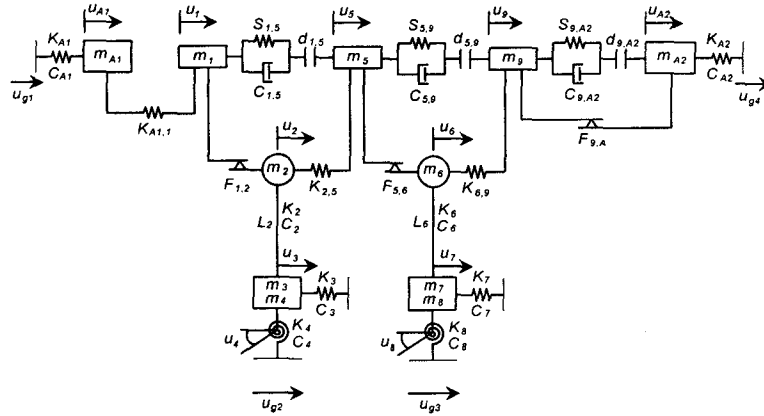 u_A1 u_1 u_5 u_9 u_A2
S_1,5 d_1,5 S_5,9 d_5,9 S_9,A2 d_9,A2
K_A1 m_A1 m_1 m_5 m_9 m_A2 K_A2
C_A1 C_1,5 C_5,9 C_9,A2 C_A2
u_g1 u_g4
K_A1,1 u_2 u_6 F_9,A
F_1,2 m_2 K_2,5 F_5,6 m_6 K_6,9
L_2 K_2 L_6 K_6
C_2 C_6
u_3 u_7
m_3 K_3 m_7 K_7
m_4 C_3 m_8 C_7
u_4 K_4 u_8 K_8
C_4 C_8
u_g2 u_g3